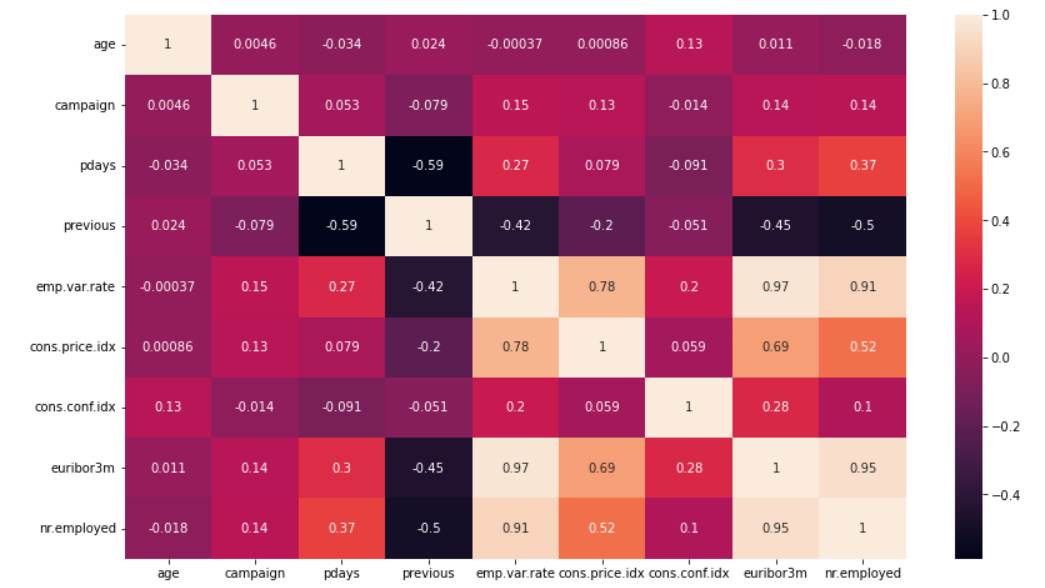 1.0
age 1 0.0046 -0.034 0.024 -0.00037 0.00086 0.13 0.011 -0.018
0.8
campaign 0.0046 1 0.053 -0.079 0.15 0.13 -0.014 0.14 0.14
0.6
pdays -0.034 0.053 1 -0.59 0.27 0.079 -0.091 0.3 0.37
0.4
previous 0.024 -0.079 -0.59 1 -0.42 -0.2 -0.051 -0.45 -0.5
emp.var.rate -0.00037 0.15 0.27 -0.42 1 0.78 0.2 0.97 0.91
0.2
cons.price.idx 0.00086 0.13 0.079 -0.2 0.78 1 0.059 0.69 0.52
0.0
cons.conf.idx 0.13 -0.014 -0.091 -0.051 0.2 0.059 1 0.28 0.1
-0.2
euribor3m 0.011 0.14 0.3 -0.45 0.97 0.69 0.28 1 0.95
-0.4
nr.employed -0.018 0.14 0.37 -0.5 0.91 0.52 0.1 0.95 1
age campaign pdays previous emp.var.rate cons.price.idx cons.conf.idx euribor3m nr.employed